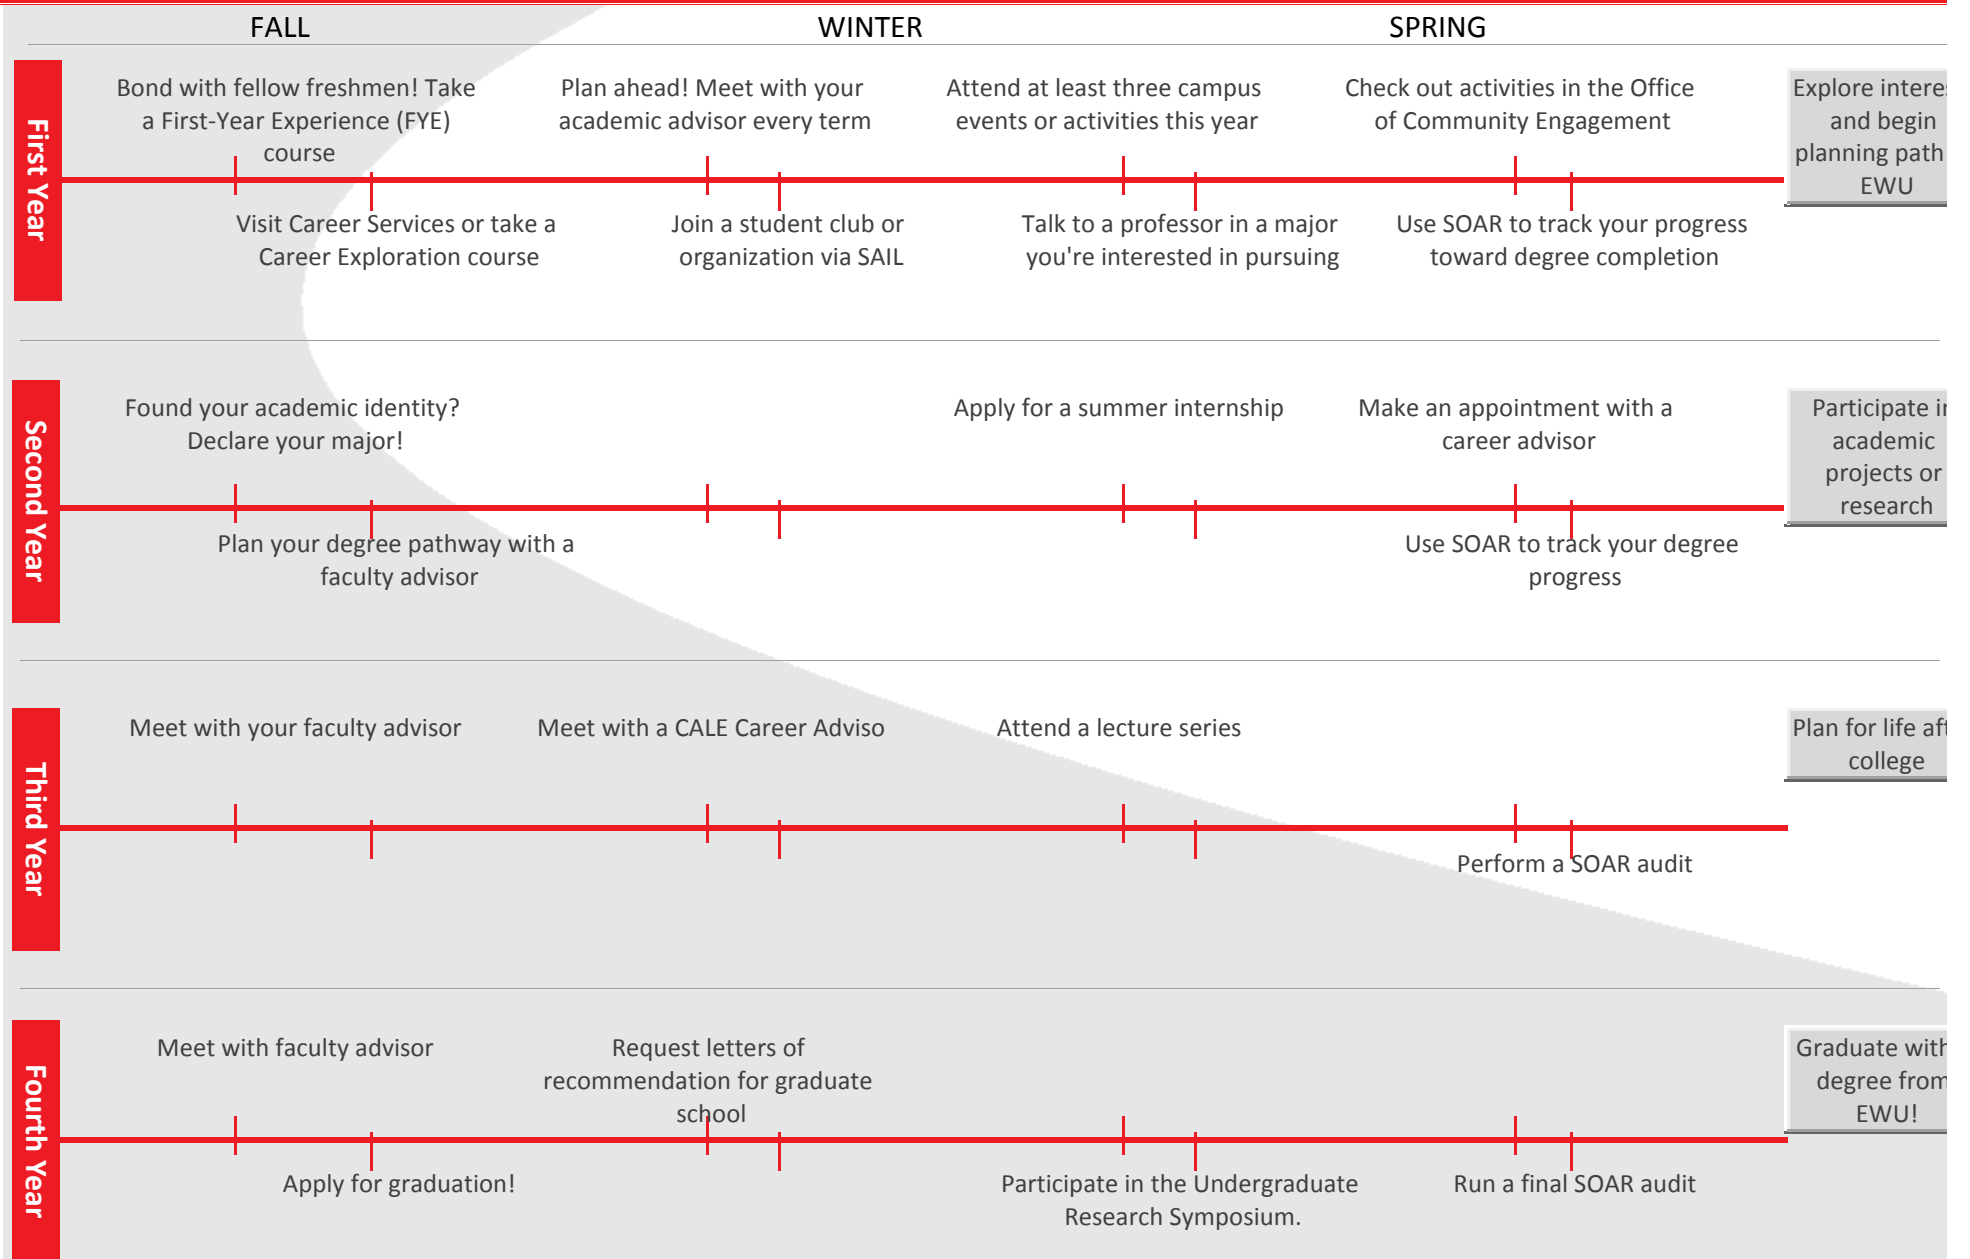 FALL
WINTER
SPRING
First Year
Bond with fellow freshmen! Take
a First-Year Experience (FYE)
course
Plan ahead! Meet with your
academic advisor every term
Attend at least three campus
events or activities this year
Check out activities in the Office
of Community Engagement
Explore
and begin
planning path
EWU
Visit Career Services or take a
Career Exploration course
Join a student club or
organization via SAIL
Talk to a professor in a major
you're interested in pursuing
Use SOAR to track your progress
toward degree completion
Second Year
Found your academic identity?
Declare your major!
Apply for a summer internship
Make an appointment with a
career advisor
Participate in
academic
projects or
research
Plan your degree pathway with a
faculty advisor
Use SOAR to track your degree
progress
Third Year
Meet with your faculty advisor
Meet with a CALE Career Adviso
Attend a lecture series
Plan for life
college
Perform a SOAR audit
Fourth Year
Meet with faculty advisor
Request letters of
recommendation for graduate
school
Graduate with
degree from
EWU!
Apply for graduation!
Participate in the Undergraduate
Research Symposium.
Run a final SOAR audit